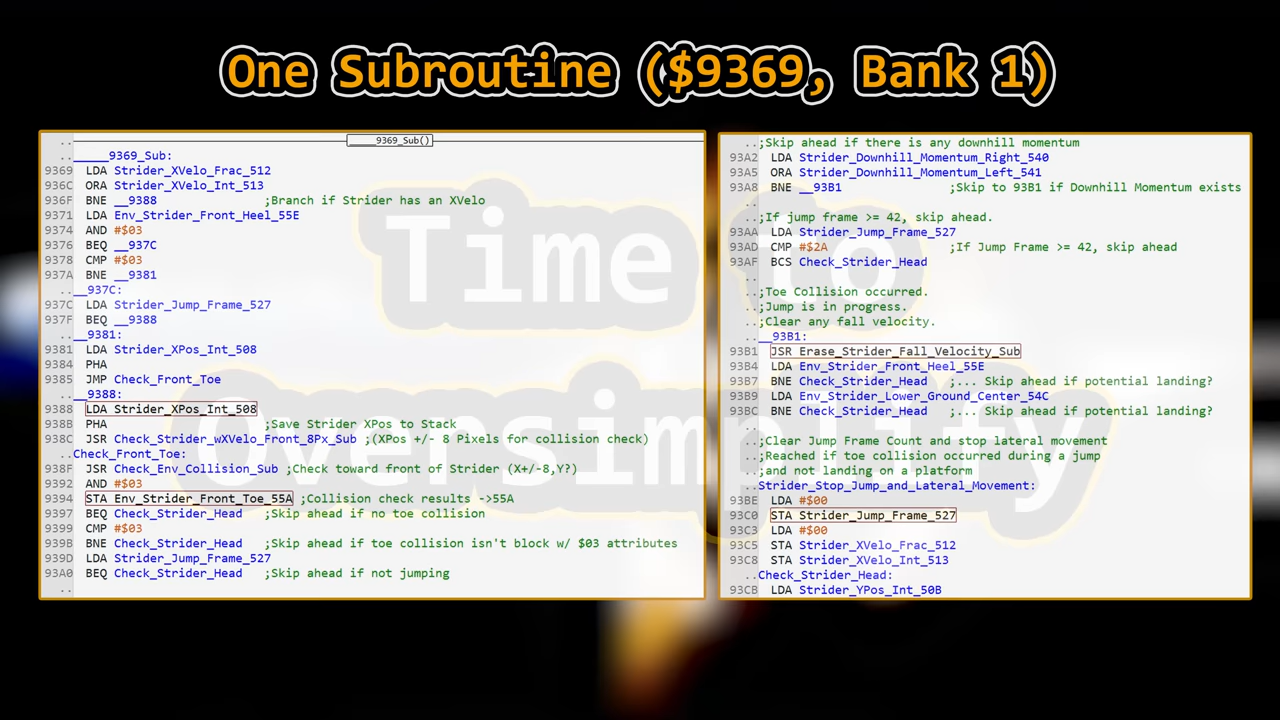 One Subroutine ($9369, Bank 1)
Time to
Oversimplify
____9369_Sub()
.. _____9369_Sub:
9369 LDA Strider_XVelo_Frac_512
936C ORA Strider_XVelo_Int_513
936F BNE __9388 ;Branch if Strider has an XVelo
9371 LDA Env_Strider_Front_Heel_55E
9374 AND #$03
9376 BEQ __937C
9378 CMP #$03
937A BNE __9381
..__937C:
937C LDA Strider_Jump_Frame_527
937F BEQ __9388
..__9381:
9381 LDA Strider_XPos_Int_508
9384 PHA
9385 JMP Check_Front_Toe
..__9388:
9388 LDA Strider_XPos_Int_508
938B PHA ;Save Strider XPos to Stack
938C JSR Check_Strider_wXVelo_Front_8Px_Sub ;(XPos +/- 8 Pixels for collision check)
..Check_Front_Toe:
938F JSR Check_Env_Collision_Sub ;Check toward front of Strider (X+/-8,Y?)
9392 AND #$03
9394 STA Env_Strider_Front_Toe_55A ;Collision check results ->55A
9397 BEQ Check_Strider_Head ;Skip ahead if no toe collision
9399 CMP #$03
939B BNE Check_Strider_Head ;Skip ahead if toe collision isn't block w/ $03 attributes
939D LDA Strider_Jump_Frame_527
93A0 BEQ Check_Strider_Head ;Skip ahead if not jumping
..
..;Skip ahead if there is any downhill momentum
93A2 LDA Strider_Downhill_Momentum_Right_540
93A5 ORA Strider_Downhill_Momentum_Left_541
93A8 BNE __93B1 ;Skip to 93B1 if Downhill Momentum exists
..
..;If jump frame >= 42, skip ahead.
93AA LDA Strider_Jump_Frame_527
93AD CMP #$2A ;If Jump Frame >= 42, skip ahead
93AF BCS Check_Strider_Head
..
..;Toe Collision occurred.
..;Jump is in progress.
..;Clear any fall velocity.
..__93B1:
93B1 JSR Erase_Strider_Fall_Velocity_Sub
93B4 LDA Env_Strider_Front_Heel_55E
93B7 BNE Check_Strider_Head ;... Skip ahead if potential landing?
93B9 LDA Env_Strider_Lower_Ground_Center_54C
93BC BNE Check_Strider_Head ;... Skip ahead if potential landing?
..
..;Clear Jump Frame Count and stop lateral movement
..;Reached if toe collision occurred during a jump
..;and not landing on a platform
..Strider_Stop_Jump_and_Lateral_Movement:
93BE LDA #$00
93C0 STA Strider_Jump_Frame_527
93C3 LDA #$00
93C5 STA Strider_XVelo_Frac_512
93C8 STA Strider_XVelo_Int_513
..Check_Strider_Head:
93CB LDA Strider_YPos_Int_50B